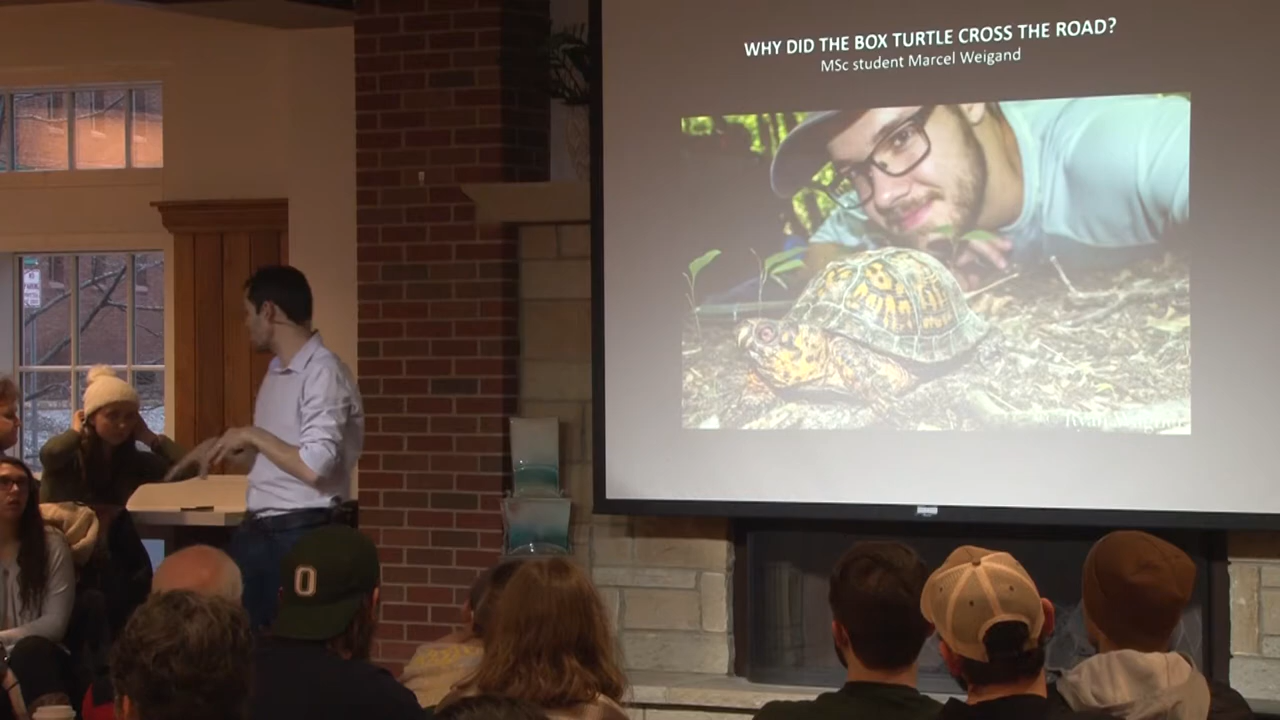 WHY DID THE BOX TURTLE CROSS THE ROAD?
MSc student Marcel Weigand
O